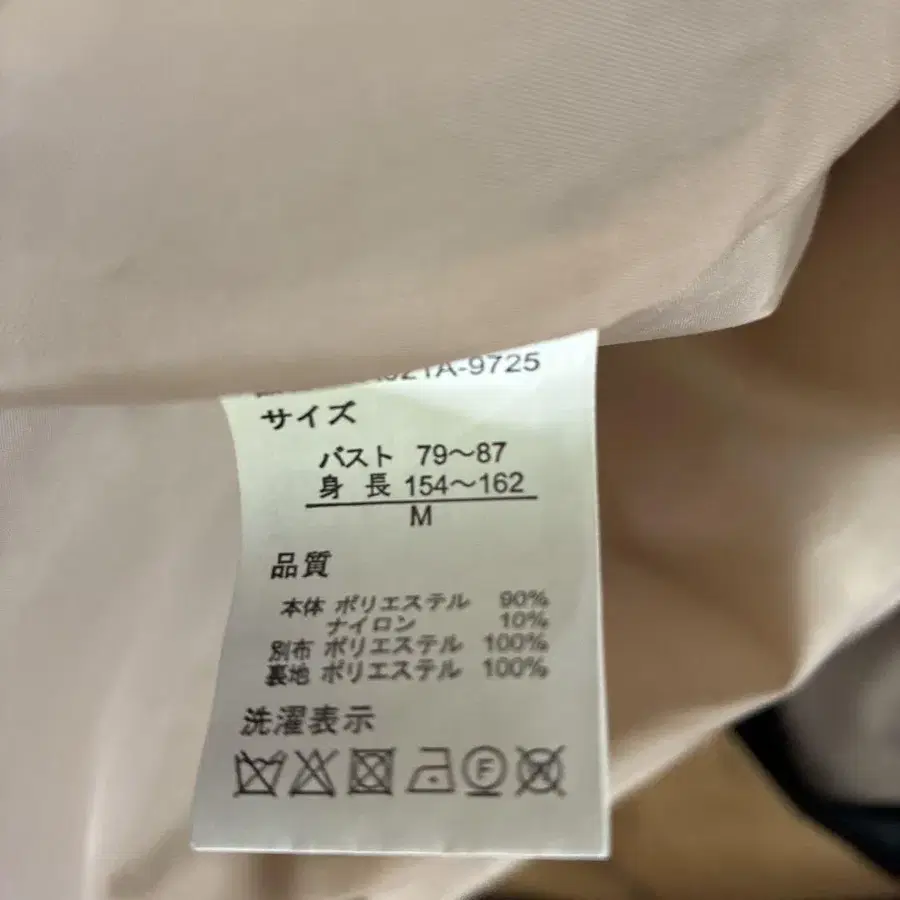 021A-9725
サイズ
バスト 79〜87
身長 154〜162
M
品質
本体 ポリエステル 90%
ナイロン 10%
別布 ポリエステル 100%
裏地 ポリエステル 100%
洗濯表示
F